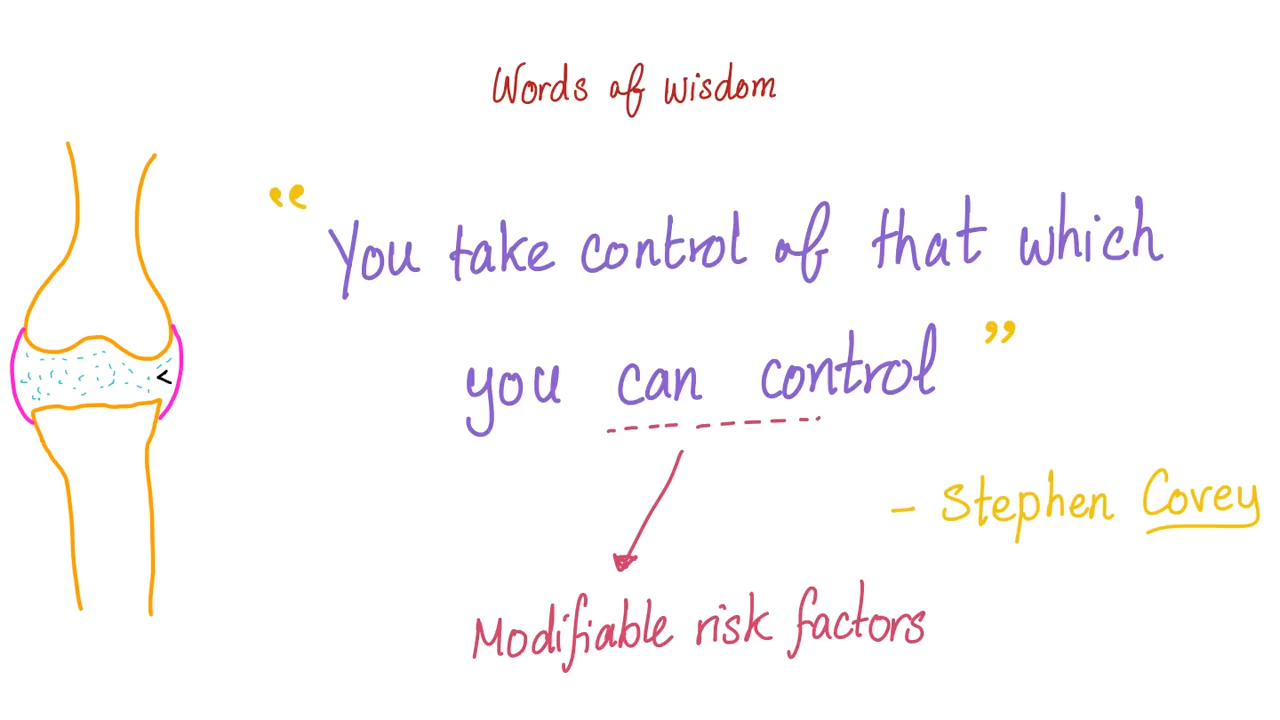 Words of wisdom
“You take control of that which
you can control”
- Stephen Covey
Modifiable risk factors